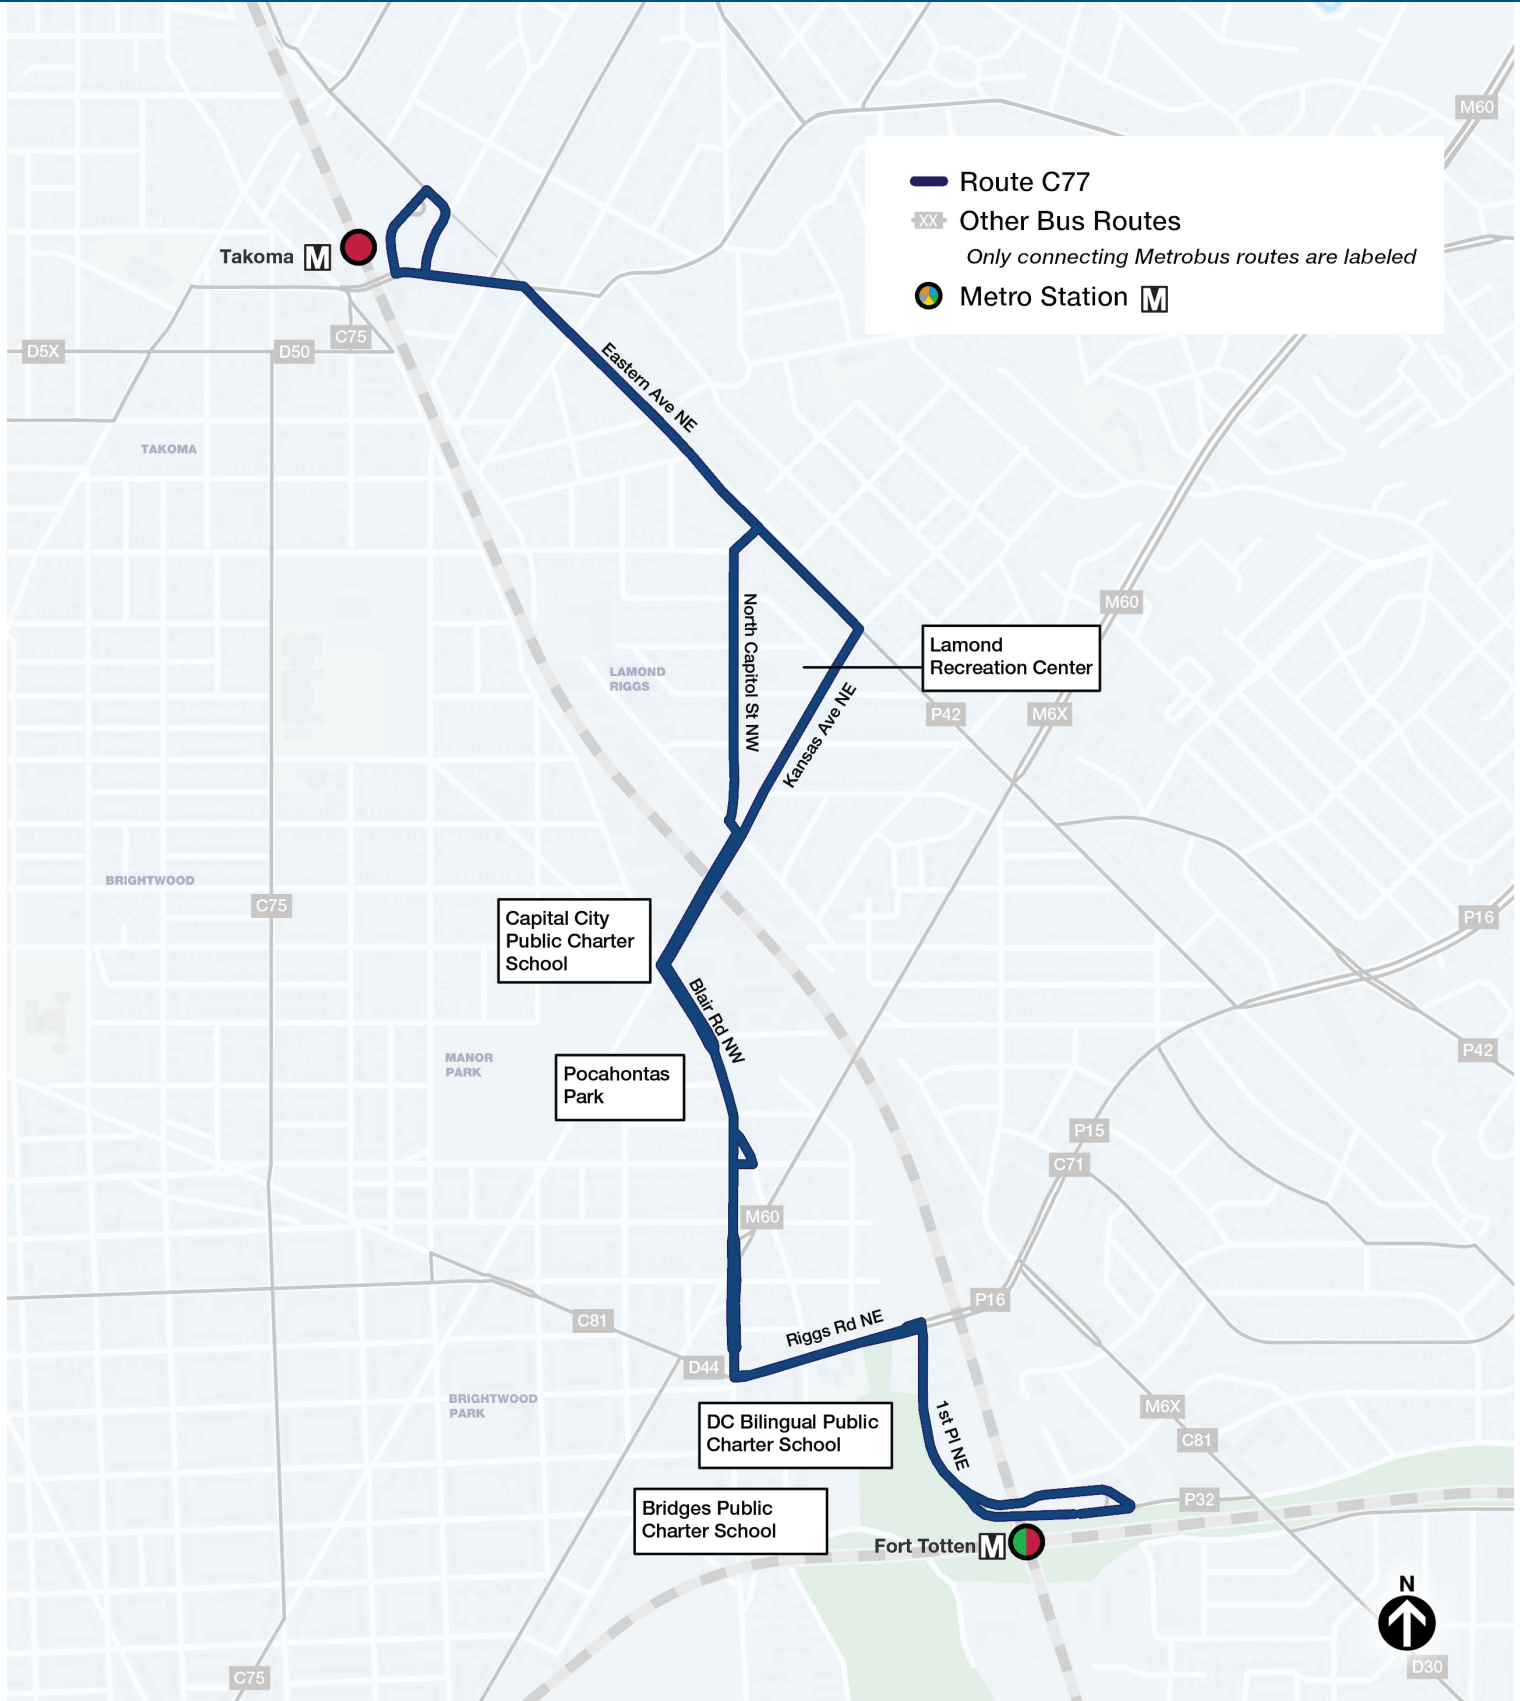 M60
Route C77
XX
Other Bus Routes
Only connecting Metrobus routes are labeled
Metro Station M
Takoma M
C75
D5X
D50
Eastern Ave NE
TAKOMA
North Capitol St NW
M60
Lamond
Recreation Center
LAMOND
RIGGS
Kansas Ave NE
P42
M6X
BRIGHTWOOD
C75
Capital City
Public Charter
School
P16
Blair Rd NW
MANOR
PARK
Pocahontas
Park
P42
P15
C71
M60
P16
C81
Riggs Rd NE
D44
BRIGHTWOOD
PARK
DC Bilingual Public
Charter School
1st Pl NE
M6X
C81
P32
Bridges Public
Charter School
Fort Totten M
N
D30
C75